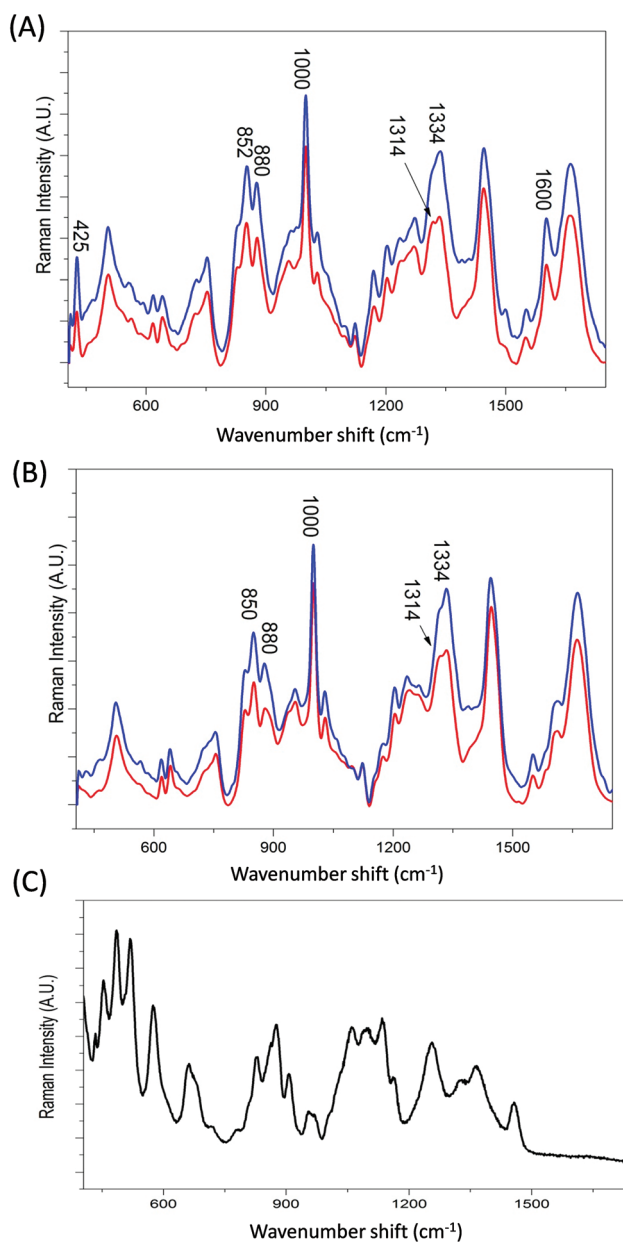 (A)
Raman Intensity (A.U.)
425
852
880
1000
1314
1334
1600
600 900 1200 1500
Wavenumber shift (cm⁻¹)
(B)
Raman Intensity (A.U.)
850
880
1000
1314
1334
600 900 1200 1500
Wavenumber shift (cm⁻¹)
(C)
Raman Intensity (A.U.)
600 900 1200 1500
Wavenumber shift (cm⁻¹)